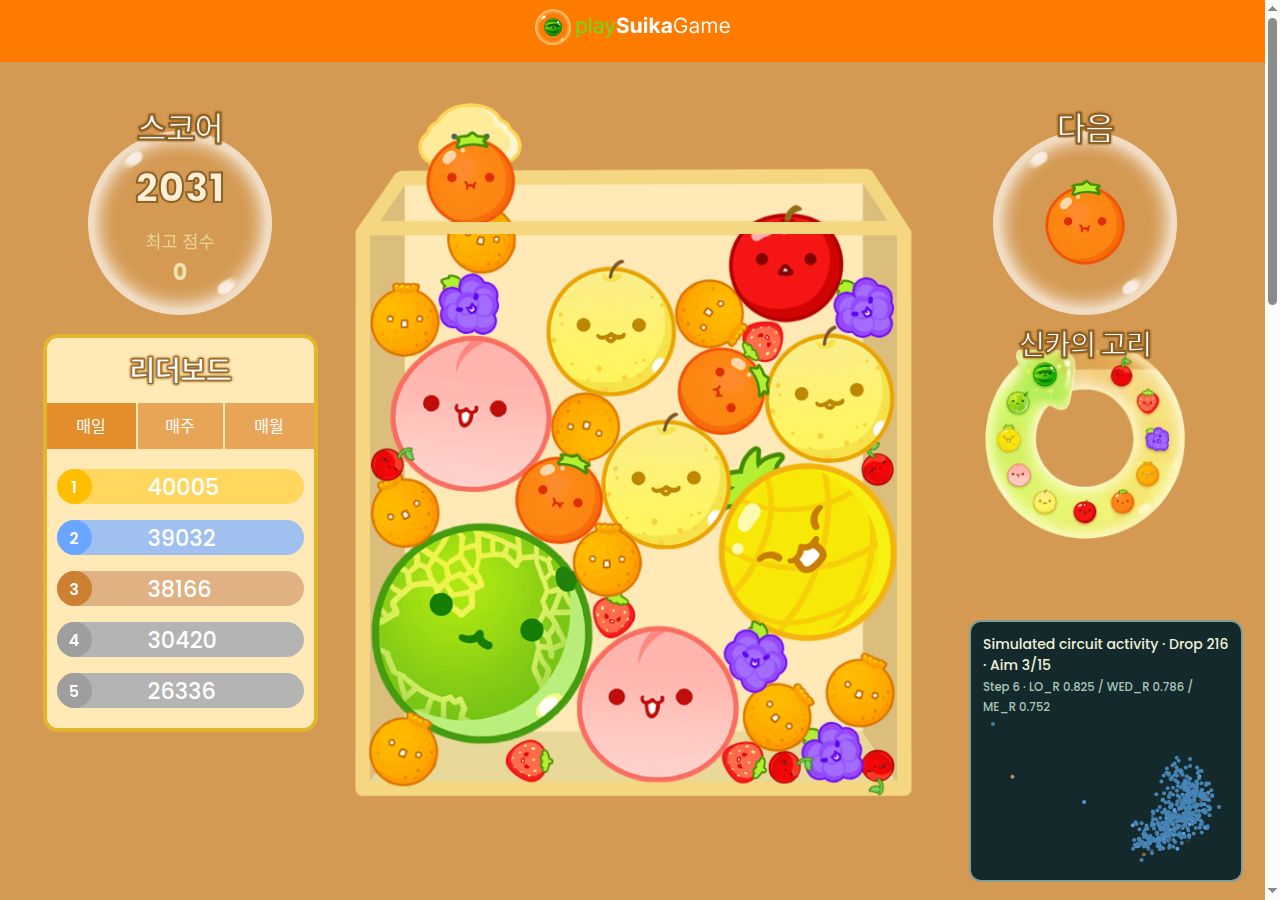 playSuikaGame
스코어
2031
최고 점수
0
리더보드
매일
매주
매월
1 40005
2 39032
3 38166
4 30420
5 26336
다음
신카의 고리
Simulated circuit activity · Drop 216
· Aim 3/15
Step 6 · LO_R 0.825 / WED_R 0.786 /
ME_R 0.752